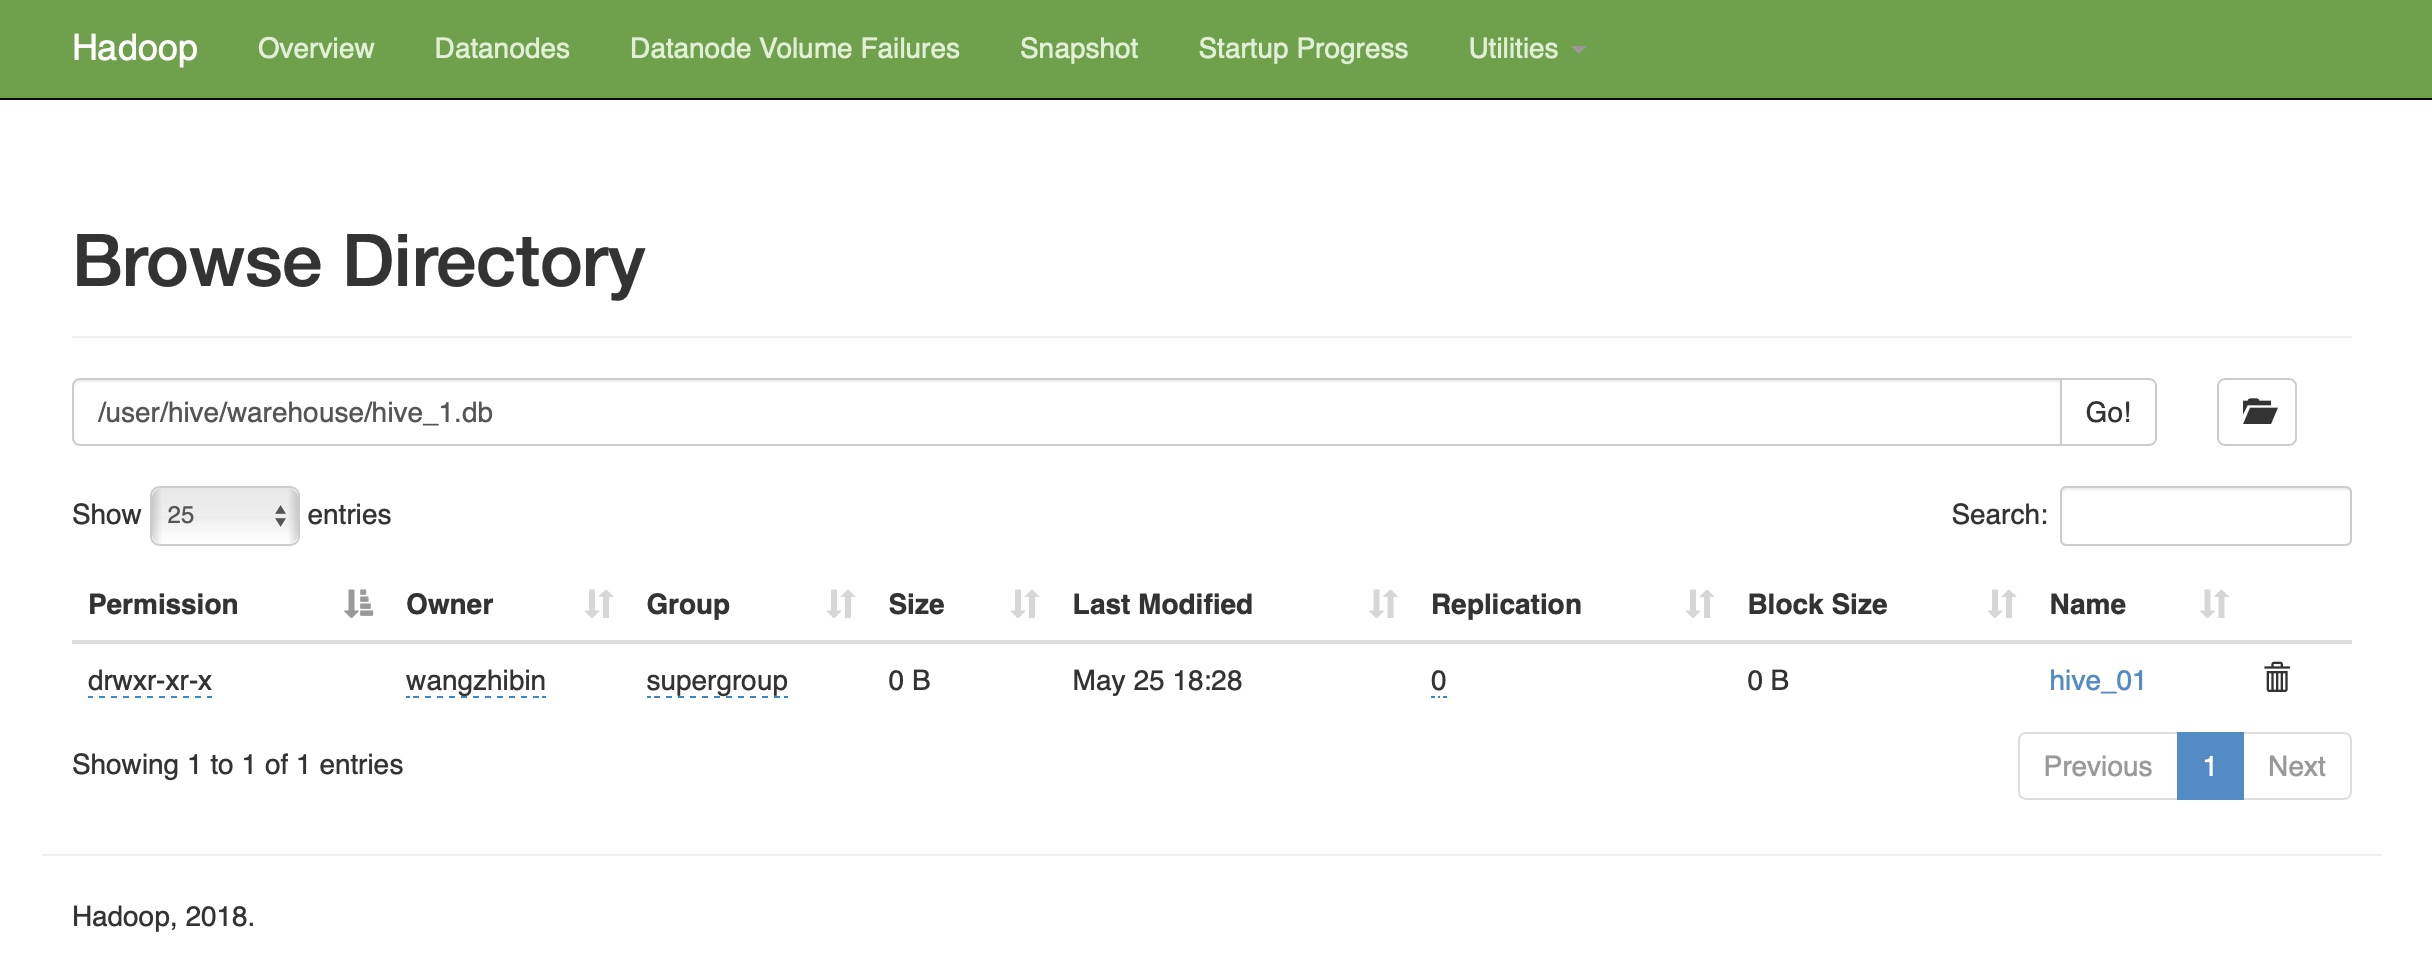 Hadoop Overview Datanodes Datanode Volume Failures Snapshot Startup Progress Utilities
Browse Directory
/user/hive/warehouse/hive_1.db Go!
Show 25 entries Search:
Permission Owner Group Size Last Modified Replication Block Size Name
drwxr-xr-x wangzhibin supergroup 0 B May 25 18:28 0 0 B hive_01
Showing 1 to 1 of 1 entries Previous 1 Next
Hadoop, 2018.